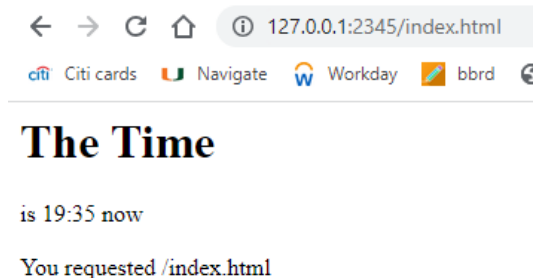 127.0.0.1:2345/index.html
citi Citi cards Navigate Workday bbrd
The Time
is 19:35 now
You requested /index.html